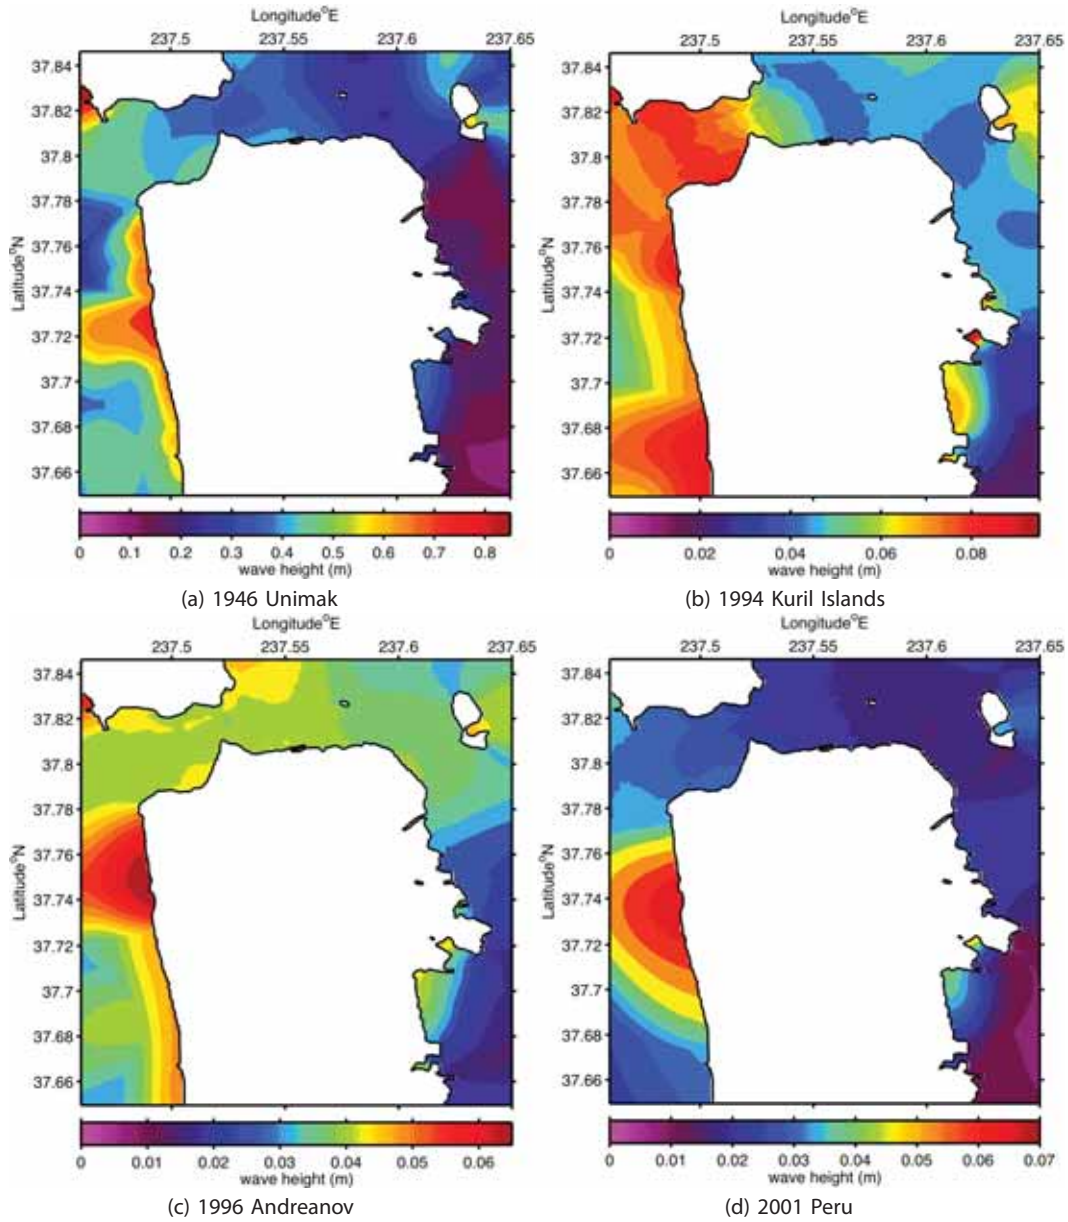 Longitude°E
237.5 237.55 237.6 237.65
37.84
37.82
37.8
37.78
37.76
37.74
37.72
37.7
37.68
37.66
Latitude°N
0 0.1 0.2 0.3 0.4 0.5 0.6 0.7 0.8
wave height (m)
(a) 1946 Unimak
Longitude°E
237.5 237.55 237.6 237.65
37.84
37.82
37.8
37.78
37.76
37.74
37.72
37.7
37.68
37.66
Latitude°N
0 0.02 0.04 0.06 0.08
wave height (m)
(b) 1994 Kuril Islands
Longitude°E
237.5 237.55 237.6 237.65
37.84
37.82
37.8
37.78
37.76
37.74
37.72
37.7
37.68
37.66
Latitude°N
0 0.01 0.02 0.03 0.04 0.05 0.06
wave height (m)
(c) 1996 Andreanov
Longitude°E
237.5 237.55 237.6 237.65
37.84
37.82
37.8
37.78
37.76
37.74
37.72
37.7
37.68
37.66
Latitude°N
0 0.01 0.02 0.03 0.04 0.05 0.06 0.07
wave height (m)
(d) 2001 Peru